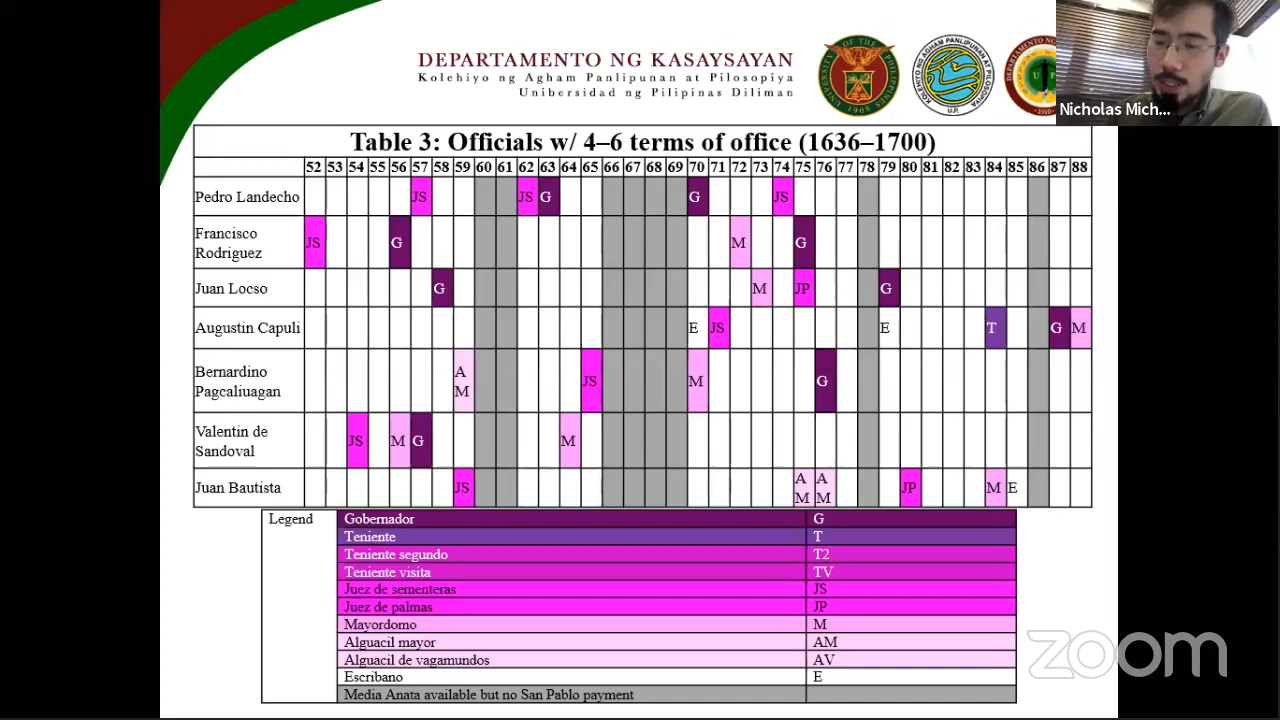 DEPARTAMENTO NG KASAYSAYAN
Kolehiyo ng Agham Panlipunan at Pilosopiya
Unibersidad ng Pilipinas Diliman
Nicholas Mich...
Table 3: Officials w/ 4–6 terms of office (1636–1700)
52 53 54 55 56 57 58 59 60 61 62 63 64 65 66 67 68 69 70 71 72 73 74 75 76 77 78 79 80 81 82 83 84 85 86 87 88
Pedro Landecho JS JS G G JS
Francisco
Rodriguez JS G M G
Juan Locso G M JP G
Augustin Capuli E JS E T G M
Bernardino
Pagcaliuagan A M JS M G
Valentin de
Sandoval JS M G M
Juan Bautista JS A M A M JP M E
Legend
Gobernador G
Teniente T
Teniente segundo T2
Teniente visita TV
Juez de sementeras JS
Juez de palmas JP
Mayordomo M
Alguacil mayor AM
Alguacil de vagamundos AV
Escribano E
Media Anata available but no San Pablo payment
zoom